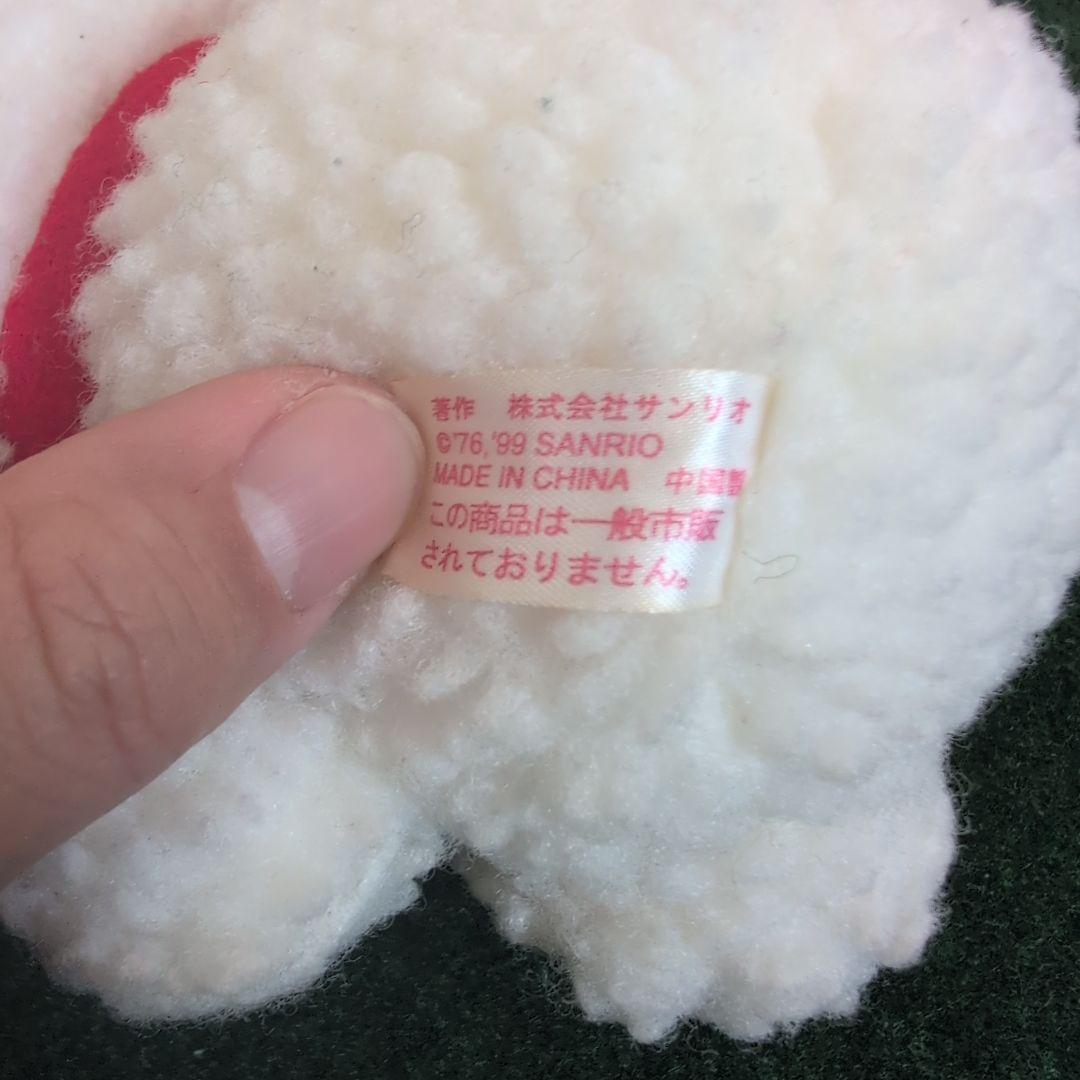 著作　株式会社サンリオ
©'76,'99 SANRIO
MADE IN CHINA　中国製
この商品は一般市販
されておりません。